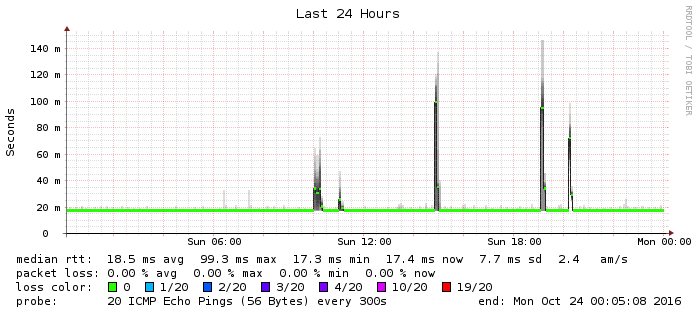 Last 24 Hours
RRDTOOL / TOBI OETIKER
Seconds
140 m
120 m
100 m
80 m
60 m
40 m
20 m
0
Sun 06:00 Sun 12:00 Sun 18:00 Mon 00:00
median rtt: 18.5 ms avg 99.3 ms max 17.3 ms min 17.4 ms now 7.7 ms sd 2.4 am/s
packet loss: 0.00 % avg 0.00 % max 0.00 % min 0.00 % now
loss color: 0 1/20 2/20 3/20 4/20 10/20 19/20
probe: 20 ICMP Echo Pings (56 Bytes) every 300s end: Mon Oct 24 00:05:08 2016